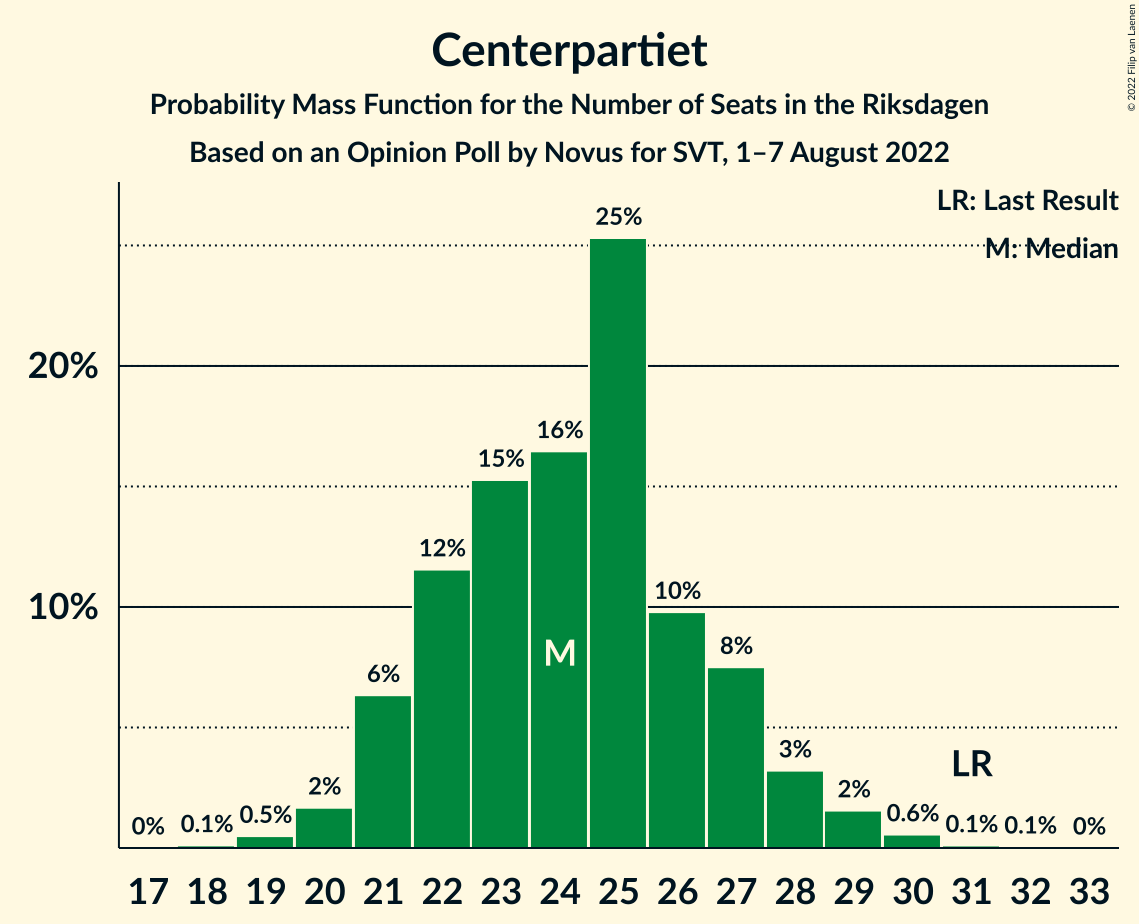 © 2022 Filip van Laenen
Centerpartiet
Probability Mass Function for the Number of Seats in the Riksdagen
Based on an Opinion Poll by Novus for SVT, 1–7 August 2022
LR: Last Result
M: Median
20%
10%
0%
0.1%
0.5%
2%
6%
12%
15%
16%
25%
10%
8%
3%
2%
0.6%
0.1%
0.1%
0%
M
LR
17 18 19 20 21 22 23 24 25 26 27 28 29 30 31 32 33